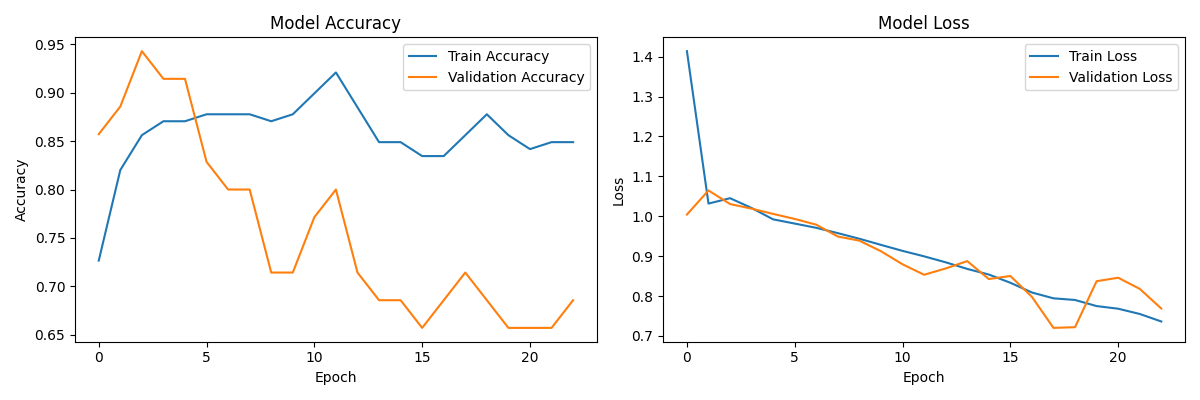 Model Accuracy
0.95
0.90
0.85
0.80
0.75
0.70
0.65
Accuracy
Train Accuracy
Validation Accuracy
0 5 10 15 20
Epoch
Model Loss
1.4
1.3
1.2
1.1
1.0
0.9
0.8
0.7
Loss
Train Loss
Validation Loss
0 5 10 15 20
Epoch